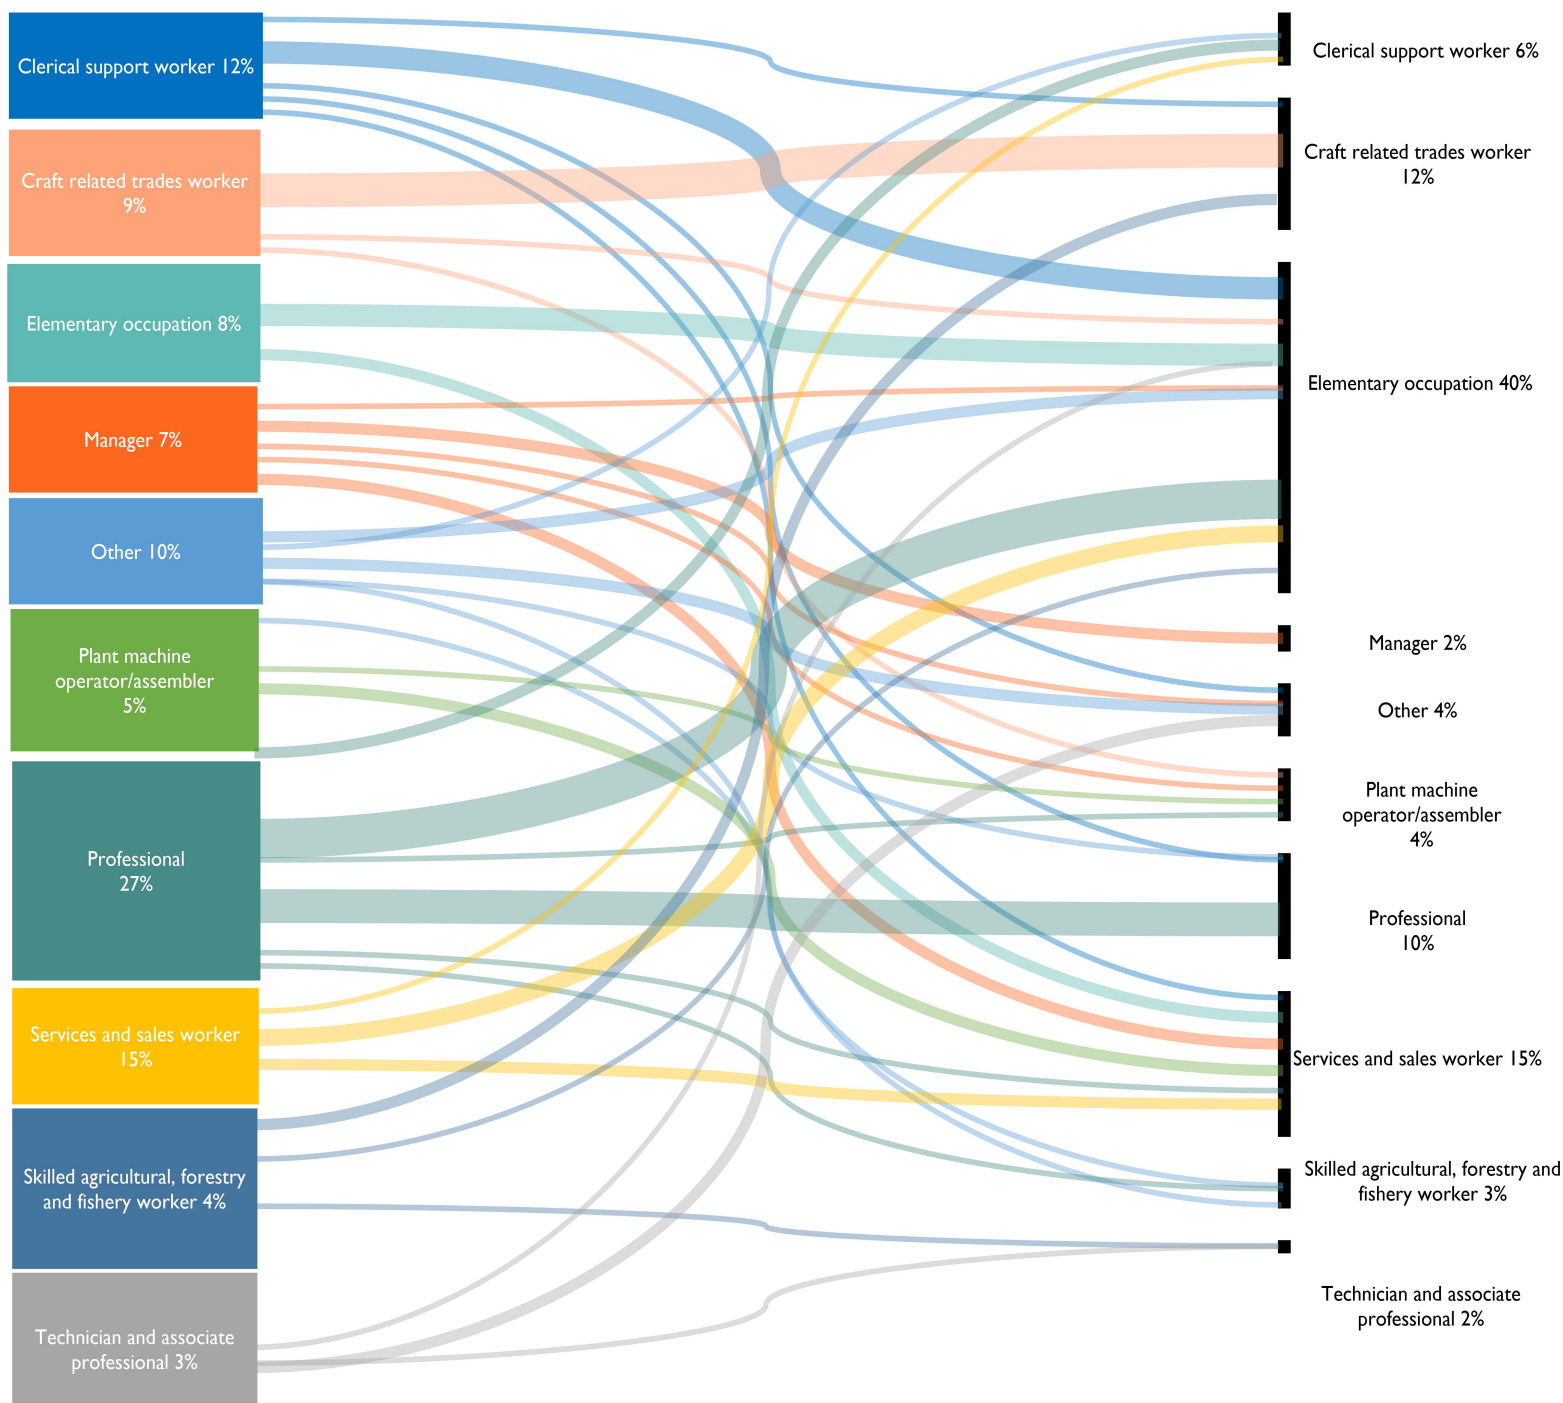 Clerical support worker 12%
Craft related trades worker
9%
Elementary occupation 8%
Manager 7%
Other 10%
Plant machine
operator/assembler
5%
Professional
27%
Services and sales worker
15%
Skilled agricultural, forestry
and fishery worker 4%
Technician and associate
professional 3%
Clerical support worker 6%
Craft related trades worker
12%
Elementary occupation 40%
Manager 2%
Other 4%
Plant machine
operator/assembler
4%
Professional
10%
Services and sales worker 15%
Skilled agricultural, forestry and
fishery worker 3%
Technician and associate
professional 2%